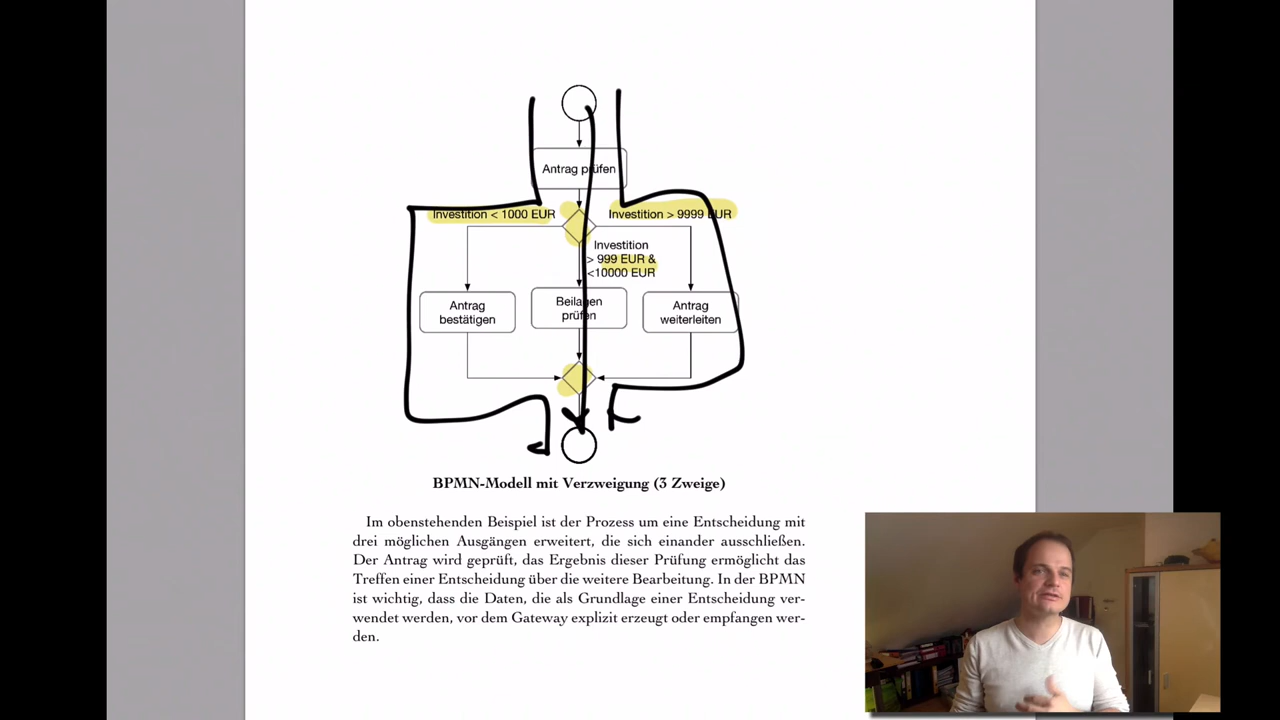 Antrag prüfen
Investition < 1000 EUR
Investition > 9999 EUR
Investition
> 999 EUR &
<10000 EUR
Antrag
bestätigen
Beilagen
prüfen
Antrag
weiterleiten
BPMN-Modell mit Verzweigung (3 Zweige)
Im obenstehenden Beispiel ist der Prozess um eine Entscheidung mit
drei möglichen Ausgängen erweitert, die sich einander ausschließen.
Der Antrag wird geprüft, das Ergebnis dieser Prüfung ermöglicht das
Treffen einer Entscheidung über die weitere Bearbeitung. In der BPMN
ist wichtig, dass die Daten, die als Grundlage einer Entscheidung ver-
wendet werden, vor dem Gateway explizit erzeugt oder empfangen wer-
den.